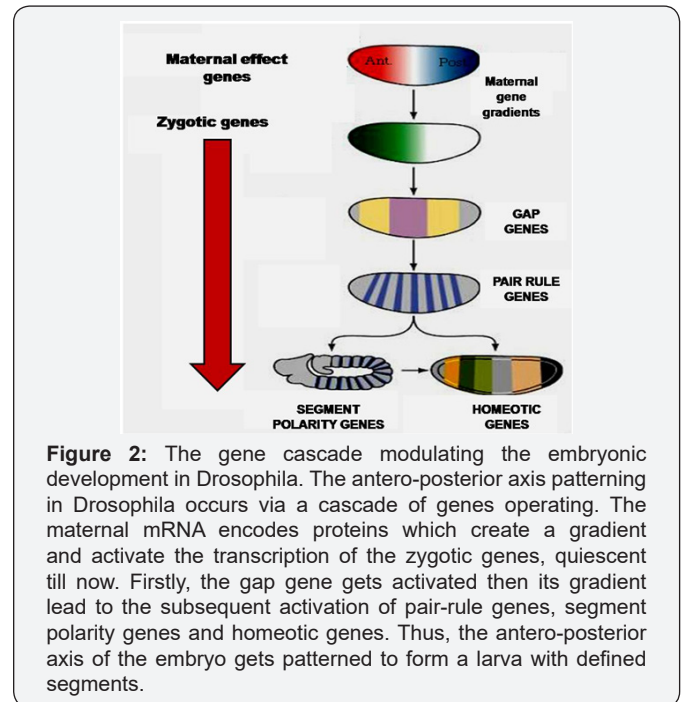 Maternal effect
genes
Ant.
Post
Maternal
gene
gradients
Zygotic genes
GAP
GENES
PAIR RULE
GENES
SEGMENT
POLARITY GENES
HOMEOTIC
GENES
Figure 2: The gene cascade modulating the embryonic
development in Drosophila. The antero-posterior axis patterning
in Drosophila occurs via a cascade of genes operating. The
maternal mRNA encodes proteins which create a gradient
and activate the transcription of the zygotic genes, quiescent
till now. Firstly, the gap gene gets activated then its gradient
lead to the subsequent activation of pair-rule genes, segment
polarity genes and homeotic genes. Thus, the antero-posterior
axis of the embryo gets patterned to form a larva with defined
segments.